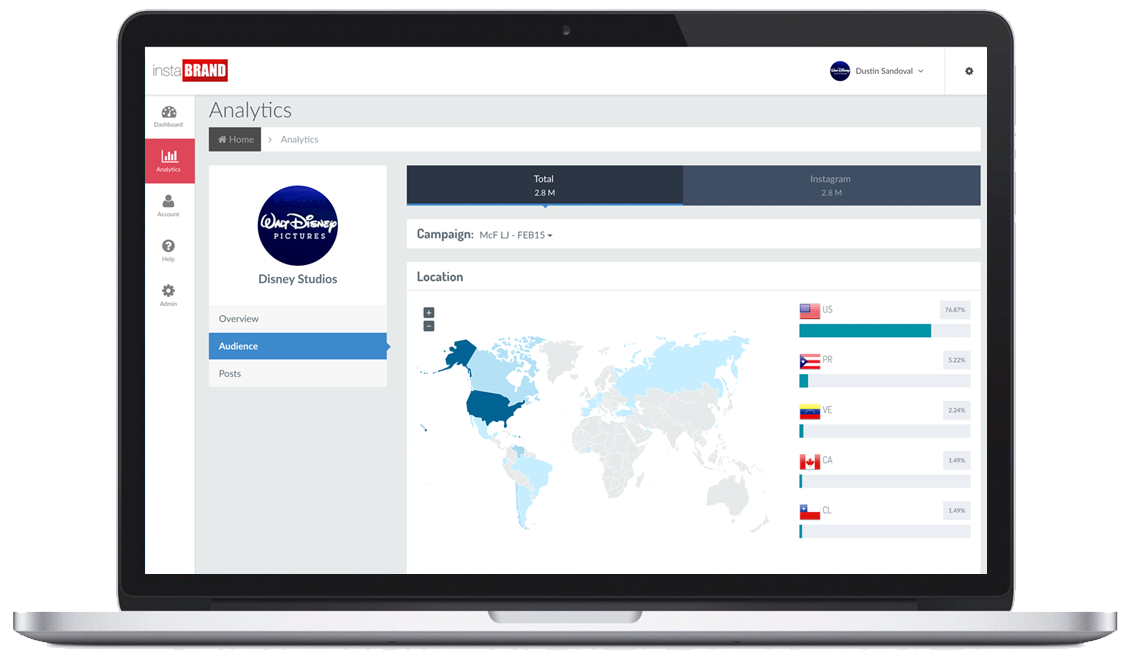 instaBRAND
Dustin Sandoval
Dashboard
Analytics
Account
Help
Admin
Analytics
Home > Analytics
WALT DISNEY
PICTURES
Disney Studios
Overview
Audience
Posts
Total
2.8 M
Instagram
2.8 M
Campaign: McF LJ - FEB15
Location
+
−
US 76.87%
PR 5.22%
VE 2.24%
CA 1.49%
CL 1.49%